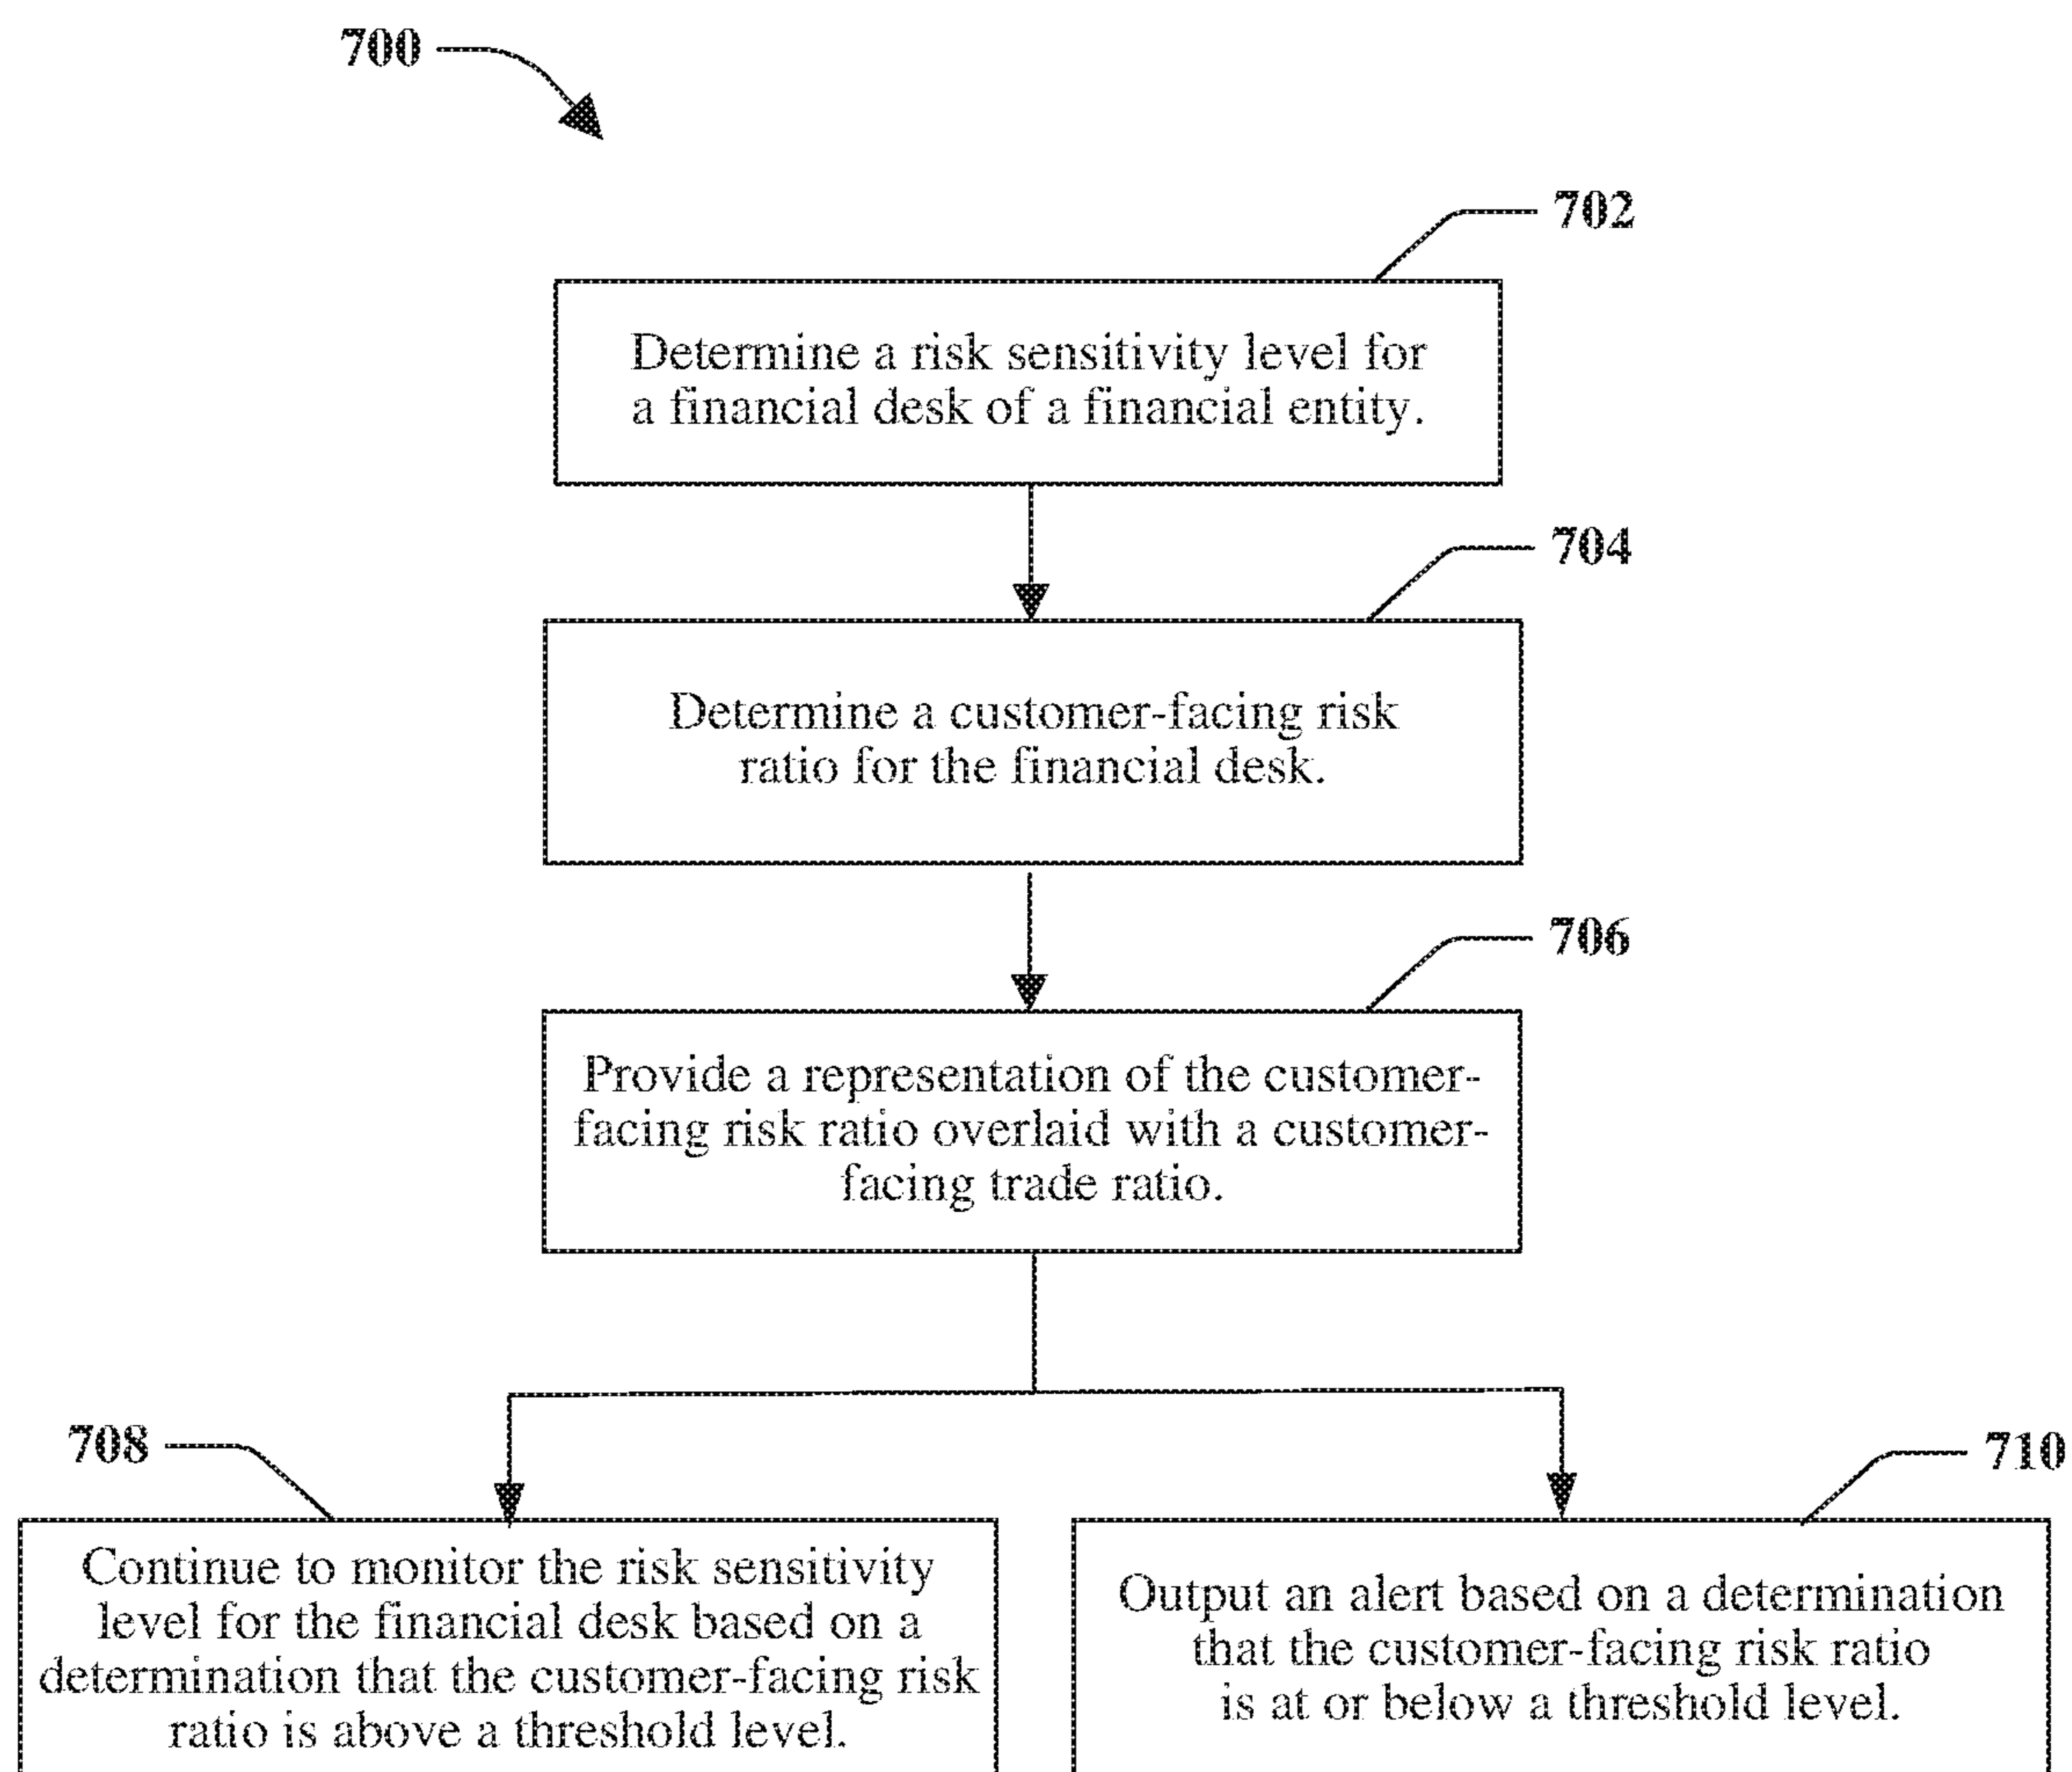 700
702
Determine a risk sensitivity level for
a financial desk of a financial entity.
704
Determine a customer-facing risk
ratio for the financial desk.
706
Provide a representation of the customer-
facing risk ratio overlaid with a customer-
facing trade ratio.
708
Continue to monitor the risk sensitivity
level for the financial desk based on a
determination that the customer-facing risk
ratio is above a threshold level.
710
Output an alert based on a determination
that the customer-facing risk ratio
is at or below a threshold level.